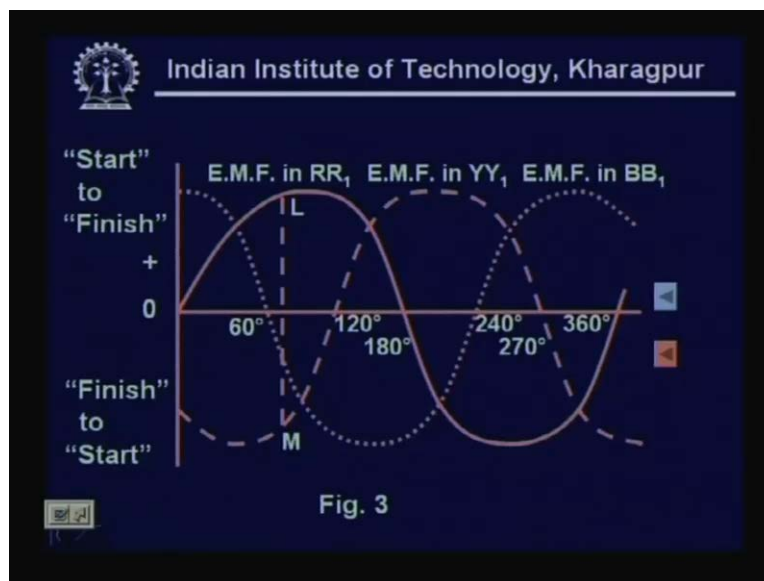 Indian Institute of Technology, Kharagpur
“Start”
to
“Finish”
+
0
“Finish”
to
“Start”
E.M.F. in RR₁ E.M.F. in YY₁ E.M.F. in BB₁
L
M
60° 120° 240° 360°
180° 270°
Fig. 3